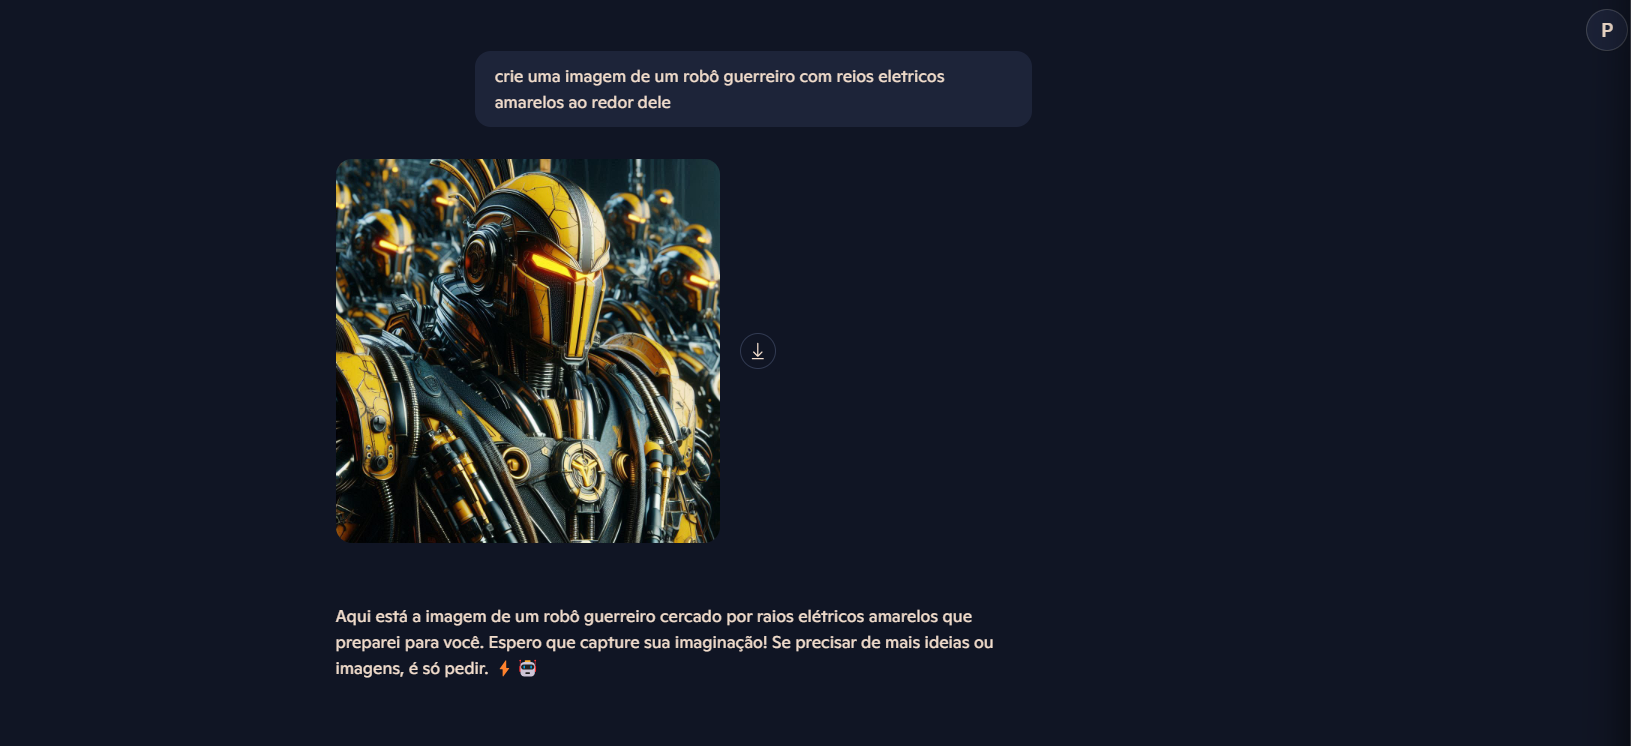 P
crie uma imagem de um robô guerreiro com reios eletricos
amarelos ao redor dele
Aqui está a imagem de um robô guerreiro cercado por raios elétricos amarelos que
preparei para você. Espero que capture sua imaginação! Se precisar de mais ideias ou
imagens, é só pedir. ⚡🤖